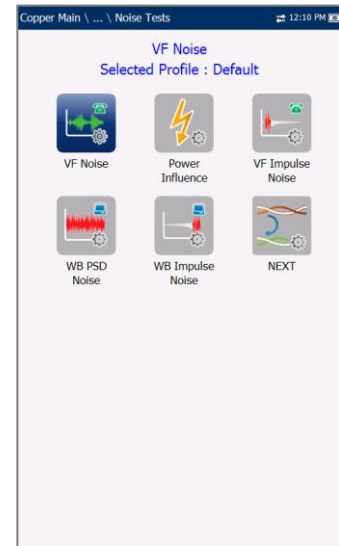 Copper Main \ ... \ Noise Tests
12:10 PM
VF Noise
Selected Profile : Default
VF Noise
Power
Influence
VF Impulse
Noise
WB PSD
Noise
WB Impulse
Noise
NEXT